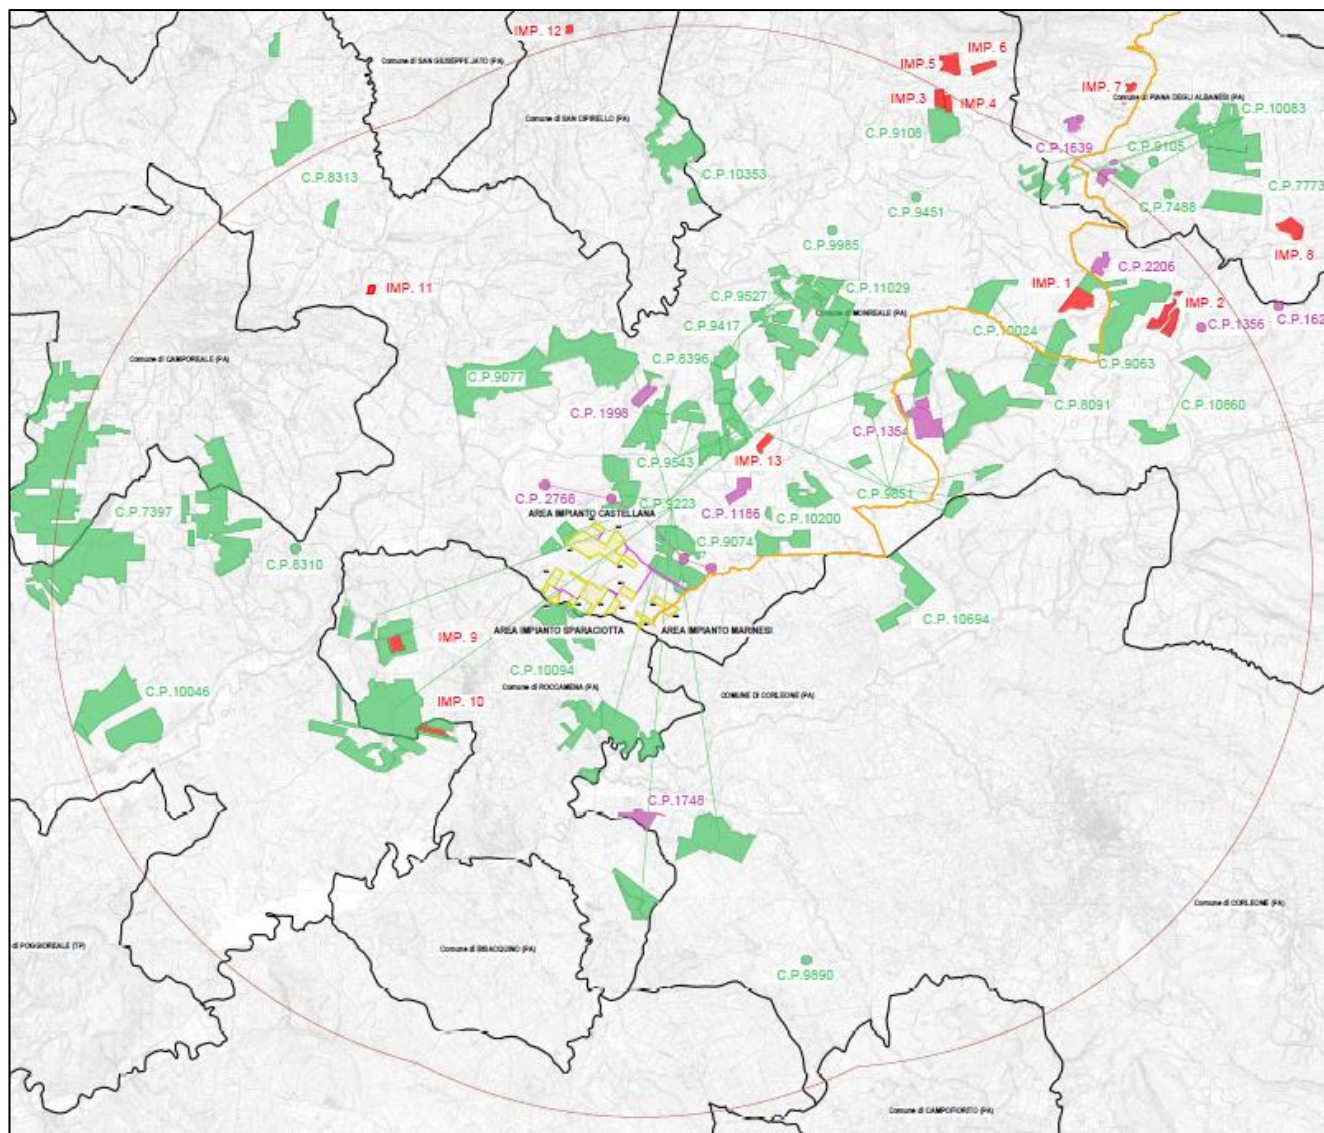 IMP. 12
Comune di SAN GIUSEPPE JATO (PA)
IMP. 6
IMP.5
IMP. 7
Comune di PIANA DEGLI ALBANESI (PA)
IMP.3
IMP. 4
C.P.10083
Comune di SAN CIPIRELLO (PA)
C.P.9108
C.P.1639
C.P.9105
C.P.8313
C.P.10353
C.P.7773
C.P.9451
C.P.7488
C.P.9985
IMP. 8
C.P.2206
IMP. 11
C.P.9527
C.P.11029
IMP. 1
IMP. 2
Comune di MONREALE (PA)
C.P.162
C.P.9417
C.P.10024
C.P.1356
Comune di CAMPOREALE (PA)
C.P.8396
C.P.9063
C.P.9077
C.P.8091
C.P.10860
C.P.1998
C.P.1354
C.P.9543
IMP. 13
C.P.2768
C.P.9223
C.P.1186
C.P.9851
C.P.7397
AREA IMPIANTO CASTELLANA
C.P.10200
C.P.9074
C.P.8310
C.P.10694
AREA IMPIANTO SPARACIOTTA
AREA IMPIANTO MARINESI
IMP. 9
C.P.10094
C.P.10046
Comune di ROCCAMENA (PA)
COMUNE DI CORLEONE (PA)
IMP. 10
C.P.1748
Comune di CORLEONE (PA)
di POGGIOREALE (TP)
Comune di BISACQUINO (PA)
C.P.9890
Comune di CAMPOFIORITO (PA)